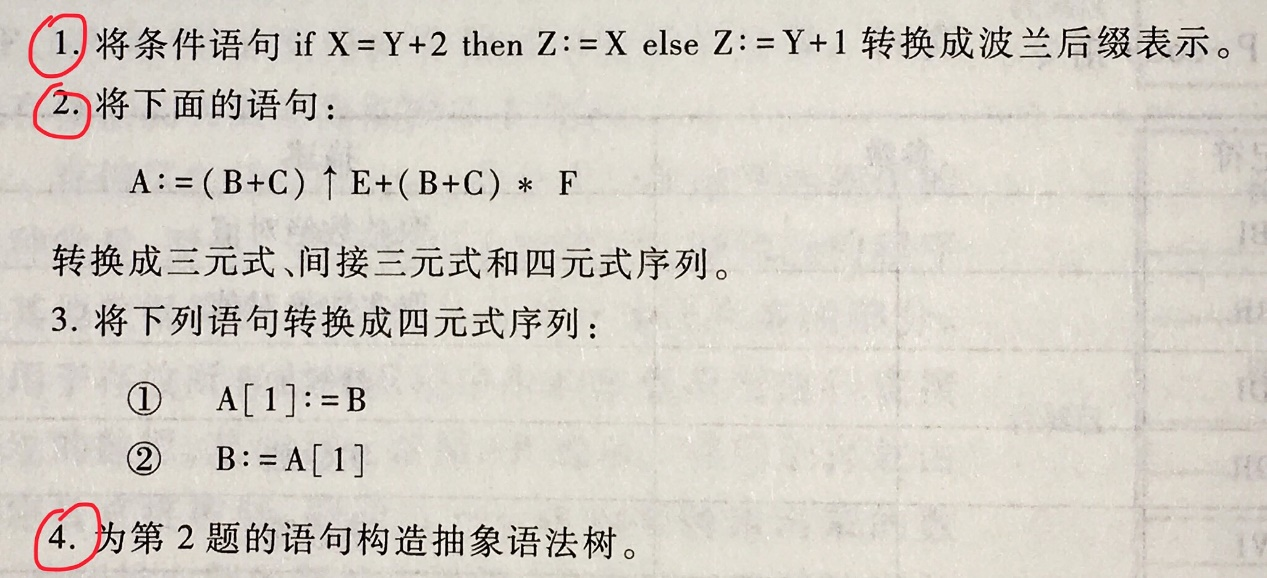 1. 将条件语句 if X=Y+2 then Z:=X else Z:=Y+1 转换成波兰后缀表示。
2. 将下面的语句:
A:=(B+C)↑E+(B+C)* F
转换成三元式、间接三元式和四元式序列。
3. 将下列语句转换成四元式序列:
① A[1]:=B
② B:=A[1]
4. 为第 2 题的语句构造抽象语法树。